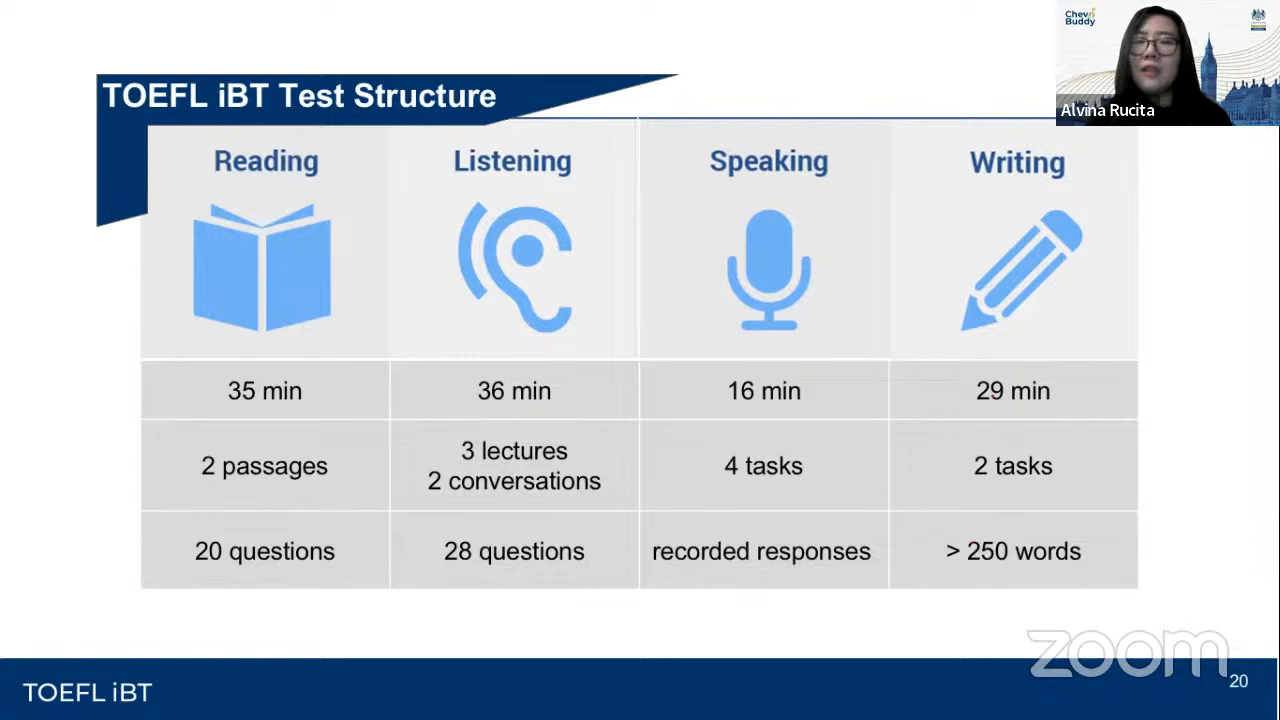 Chev
Buddy
Alvina Rucita
TOEFL iBT Test Structure
Reading
Listening
Speaking
Writing
35 min
36 min
16 min
29 min
2 passages
3 lectures
2 conversations
4 tasks
2 tasks
20 questions
28 questions
recorded responses
> 250 words
zoom
TOEFL iBT
20